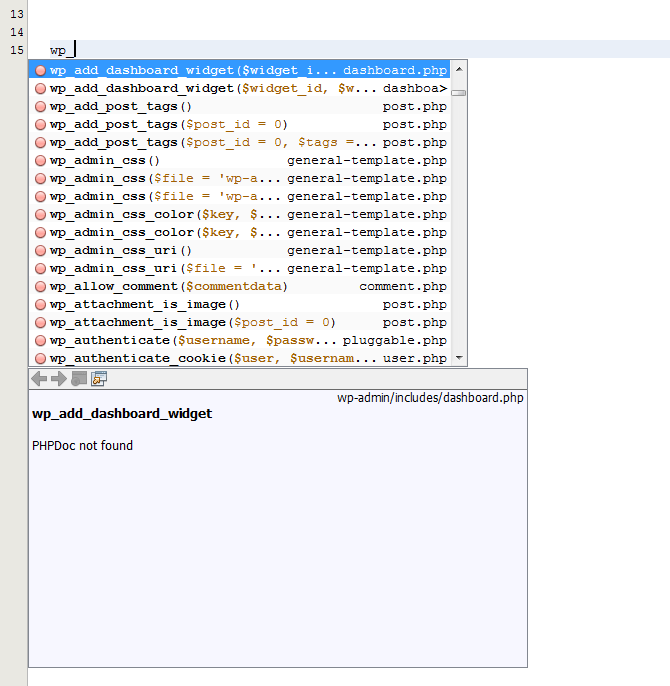 13
14
15 wp_
wp_add_dashboard_widget($widget_i... dashboard.php
wp_add_dashboard_widget($widget_id, $w... dashboa>
wp_add_post_tags() post.php
wp_add_post_tags($post_id = 0) post.php
wp_add_post_tags($post_id = 0, $tags =... post.php
wp_admin_css() general-template.php
wp_admin_css($file = 'wp-a... general-template.php
wp_admin_css($file = 'wp-a... general-template.php
wp_admin_css_color($key, $... general-template.php
wp_admin_css_color($key, $... general-template.php
wp_admin_css_uri() general-template.php
wp_admin_css_uri($file = '... general-template.php
wp_allow_comment($commentdata) comment.php
wp_attachment_is_image() post.php
wp_attachment_is_image($post_id = 0) post.php
wp_authenticate($username, $passw... pluggable.php
wp_authenticate_cookie($user, $usernam... user.php
wp-admin/includes/dashboard.php
wp_add_dashboard_widget
PHPDoc not found